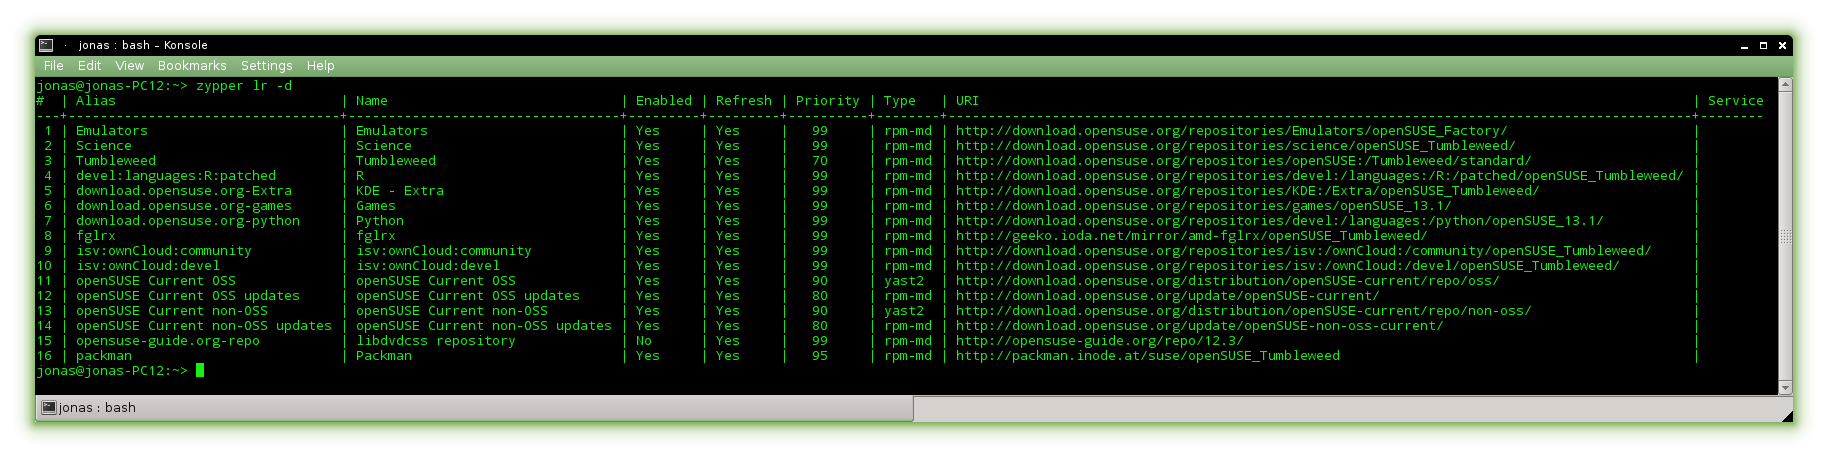 jonas : bash – Konsole
File Edit View Bookmarks Settings Help
jonas@jonas-PC12:~> zypper lr -d
#  | Alias                            | Name                             | Enabled | Refresh | Priority | Type   | URI                                                                                         | Service
---+----------------------------------+----------------------------------+---------+---------+----------+--------+---------------------------------------------------------------------------------------------+--------
 1 | Emulators                        | Emulators                        | Yes     | Yes     |   99     | rpm-md | http://download.opensuse.org/repositories/Emulators/openSUSE_Factory/                       |
 2 | Science                          | Science                          | Yes     | Yes     |   99     | rpm-md | http://download.opensuse.org/repositories/science/openSUSE_Tumbleweed/                      |
 3 | Tumbleweed                       | Tumbleweed                       | Yes     | Yes     |   70     | rpm-md | http://download.opensuse.org/repositories/openSUSE:/Tumbleweed/standard/                    |
 4 | devel:languages:R:patched        | R                                | Yes     | Yes     |   99     | rpm-md | http://download.opensuse.org/repositories/devel:/languages:/R:/patched/openSUSE_Tumbleweed/ |
 5 | download.opensuse.org-Extra      | KDE - Extra                      | Yes     | Yes     |   99     | rpm-md | http://download.opensuse.org/repositories/KDE:/Extra/openSUSE_Tumbleweed/                   |
 6 | download.opensuse.org-games      | Games                            | Yes     | Yes     |   99     | rpm-md | http://download.opensuse.org/repositories/games/openSUSE_13.1/                              |
 7 | download.opensuse.org-python     | Python                           | Yes     | Yes     |   99     | rpm-md | http://download.opensuse.org/repositories/devel:/languages:/python/openSUSE_13.1/           |
 8 | fglrx                            | fglrx                            | Yes     | Yes     |   99     | rpm-md | http://geeko.ioda.net/mirror/amd-fglrx/openSUSE_Tumbleweed/                                 |
 9 | isv:ownCloud:community           | isv:ownCloud:community           | Yes     | Yes     |   99     | rpm-md | http://download.opensuse.org/repositories/isv:/ownCloud:/community/openSUSE_Tumbleweed/     |
10 | isv:ownCloud:devel               | isv:ownCloud:devel               | Yes     | Yes     |   99     | rpm-md | http://download.opensuse.org/repositories/isv:/ownCloud:/devel/openSUSE_Tumbleweed/         |
11 | openSUSE Current OSS             | openSUSE Current OSS             | Yes     | Yes     |   90     | yast2  | http://download.opensuse.org/distribution/openSUSE-current/repo/oss/                        |
12 | openSUSE Current OSS updates     | openSUSE Current OSS updates     | Yes     | Yes     |   80     | rpm-md | http://download.opensuse.org/update/openSUSE-current/                                       |
13 | openSUSE Current non-OSS         | openSUSE Current non-OSS         | Yes     | Yes     |   90     | yast2  | http://download.opensuse.org/distribution/openSUSE-current/repo/non-oss/                    |
14 | openSUSE Current non-OSS updates | openSUSE Current non-OSS updates | Yes     | Yes     |   80     | rpm-md | http://download.opensuse.org/update/openSUSE-non-oss-current/                               |
15 | opensuse-guide.org-repo          | libdvdcss repository             | No      | Yes     |   99     | rpm-md | http://opensuse-guide.org/repo/12.3/                                                        |
16 | packman                          | Packman                          | Yes     | Yes     |   95     | rpm-md | http://packman.inode.at/suse/openSUSE_Tumbleweed                                            |
jonas@jonas-PC12:~>
jonas : bash